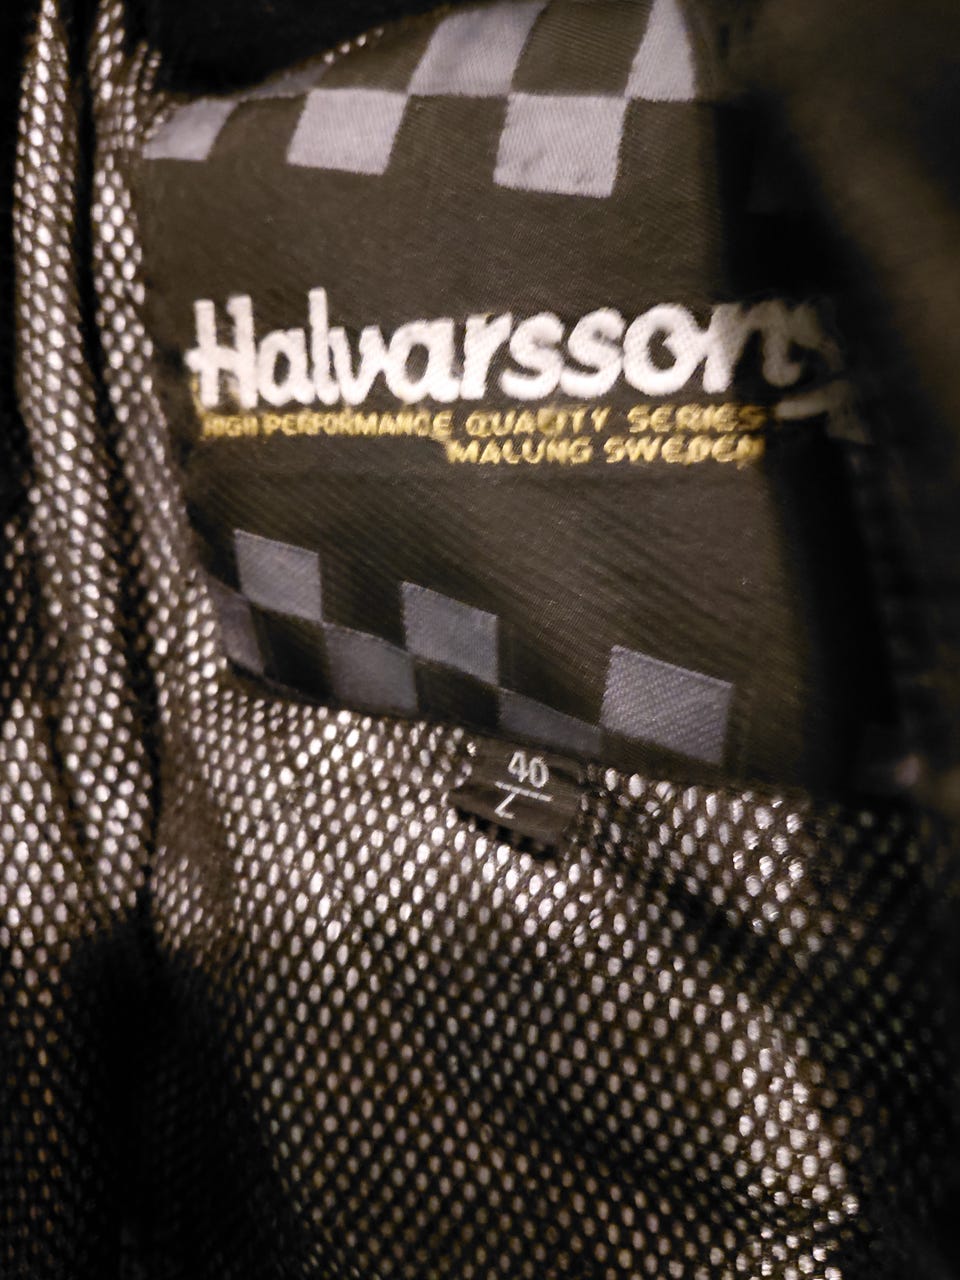 Halvarssons
HIGH PERFORMANCE QUALITY SERIES
MALUNG SWEDEN
40